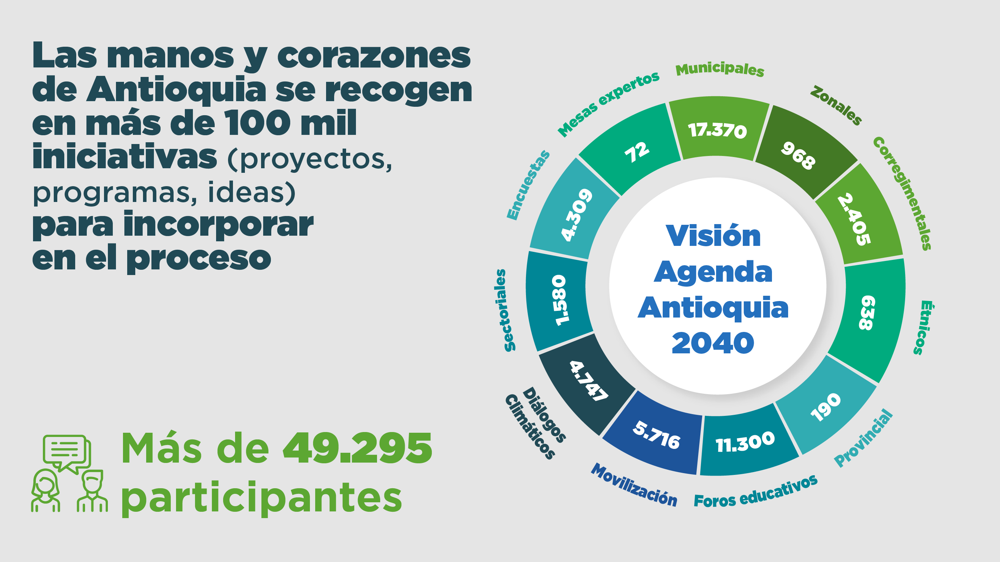 Las manos y corazones
de Antioquia se recogen
en más de 100 mil
iniciativas (proyectos,
programas, ideas)
para incorporar
en el proceso
Más de 49.295
participantes
Visión
Agenda
Antioquia
2040
Municipales
17.370
Zonales
968
Corregimentales
2.405
Étnicos
638
Provincial
190
Foros educativos
11.300
Movilización
5.716
Diálogos
Climáticos
4.747
Sectoriales
1.580
Encuestas
4.309
Mesas expertos
72